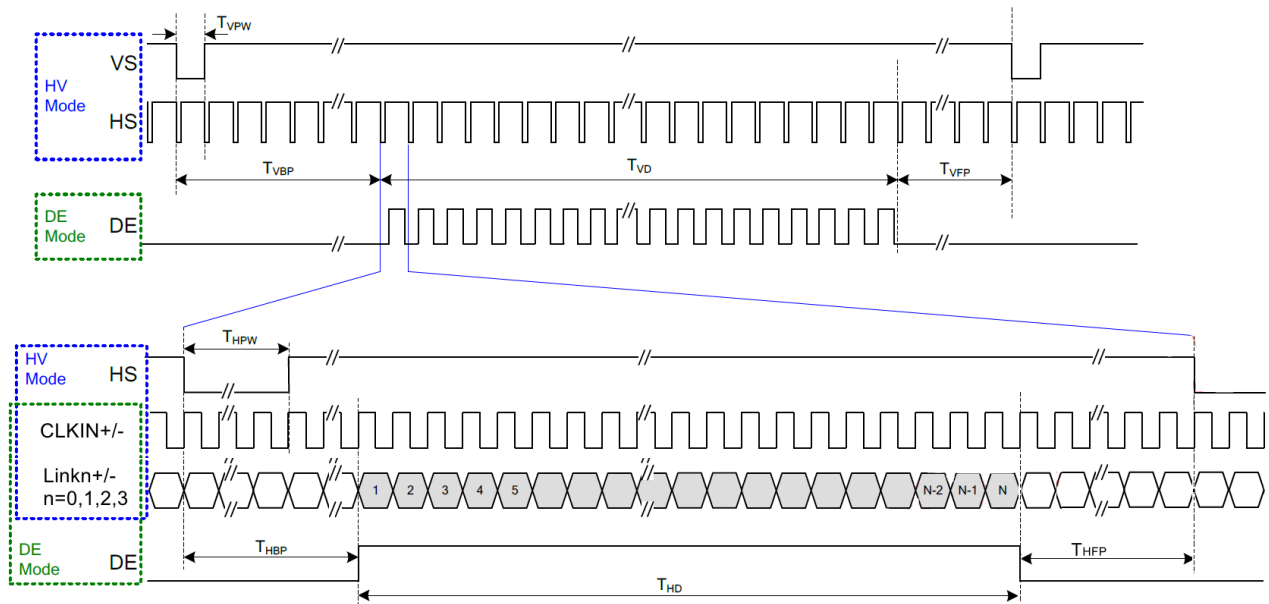 TVPW
VS
HV
Mode
HS
TVBP
TVD
TVFP
DE
Mode
DE
THPW
HV
Mode
HS
CLKIN+/-
Linkn+/-
n=0,1,2,3
1 2 3 4 5 N-2 N-1 N
DE
Mode
DE
THBP
THFP
THD